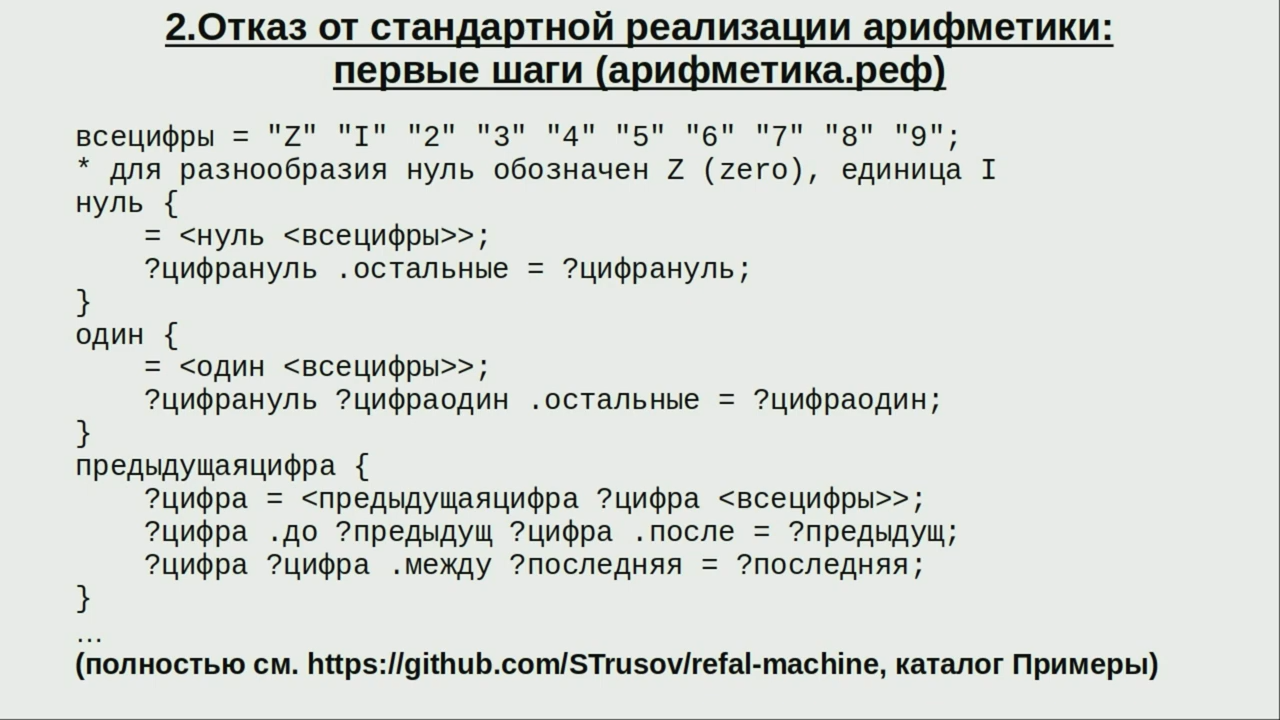 2.Отказ от стандартной реализации арифметики:
первые шаги (арифметика.реф)
всецифры = "Z" "I" "2" "3" "4" "5" "6" "7" "8" "9";
* для разнообразия нуль обозначен Z (zero), единица I
нуль {
    = <нуль <всецифры>>;
    ?цифрануль .остальные = ?цифрануль;
}
один {
    = <один <всецифры>>;
    ?цифрануль ?цифраодин .остальные = ?цифраодин;
}
предыдущаяцифра {
    ?цифра = <предыдущаяцифра ?цифра <всецифры>>;
    ?цифра .до ?предыдущ ?цифра .после = ?предыдущ;
    ?цифра ?цифра .между ?последняя = ?последняя;
}
…
(полностью см. https://github.com/STrusov/refal-machine, каталог Примеры)